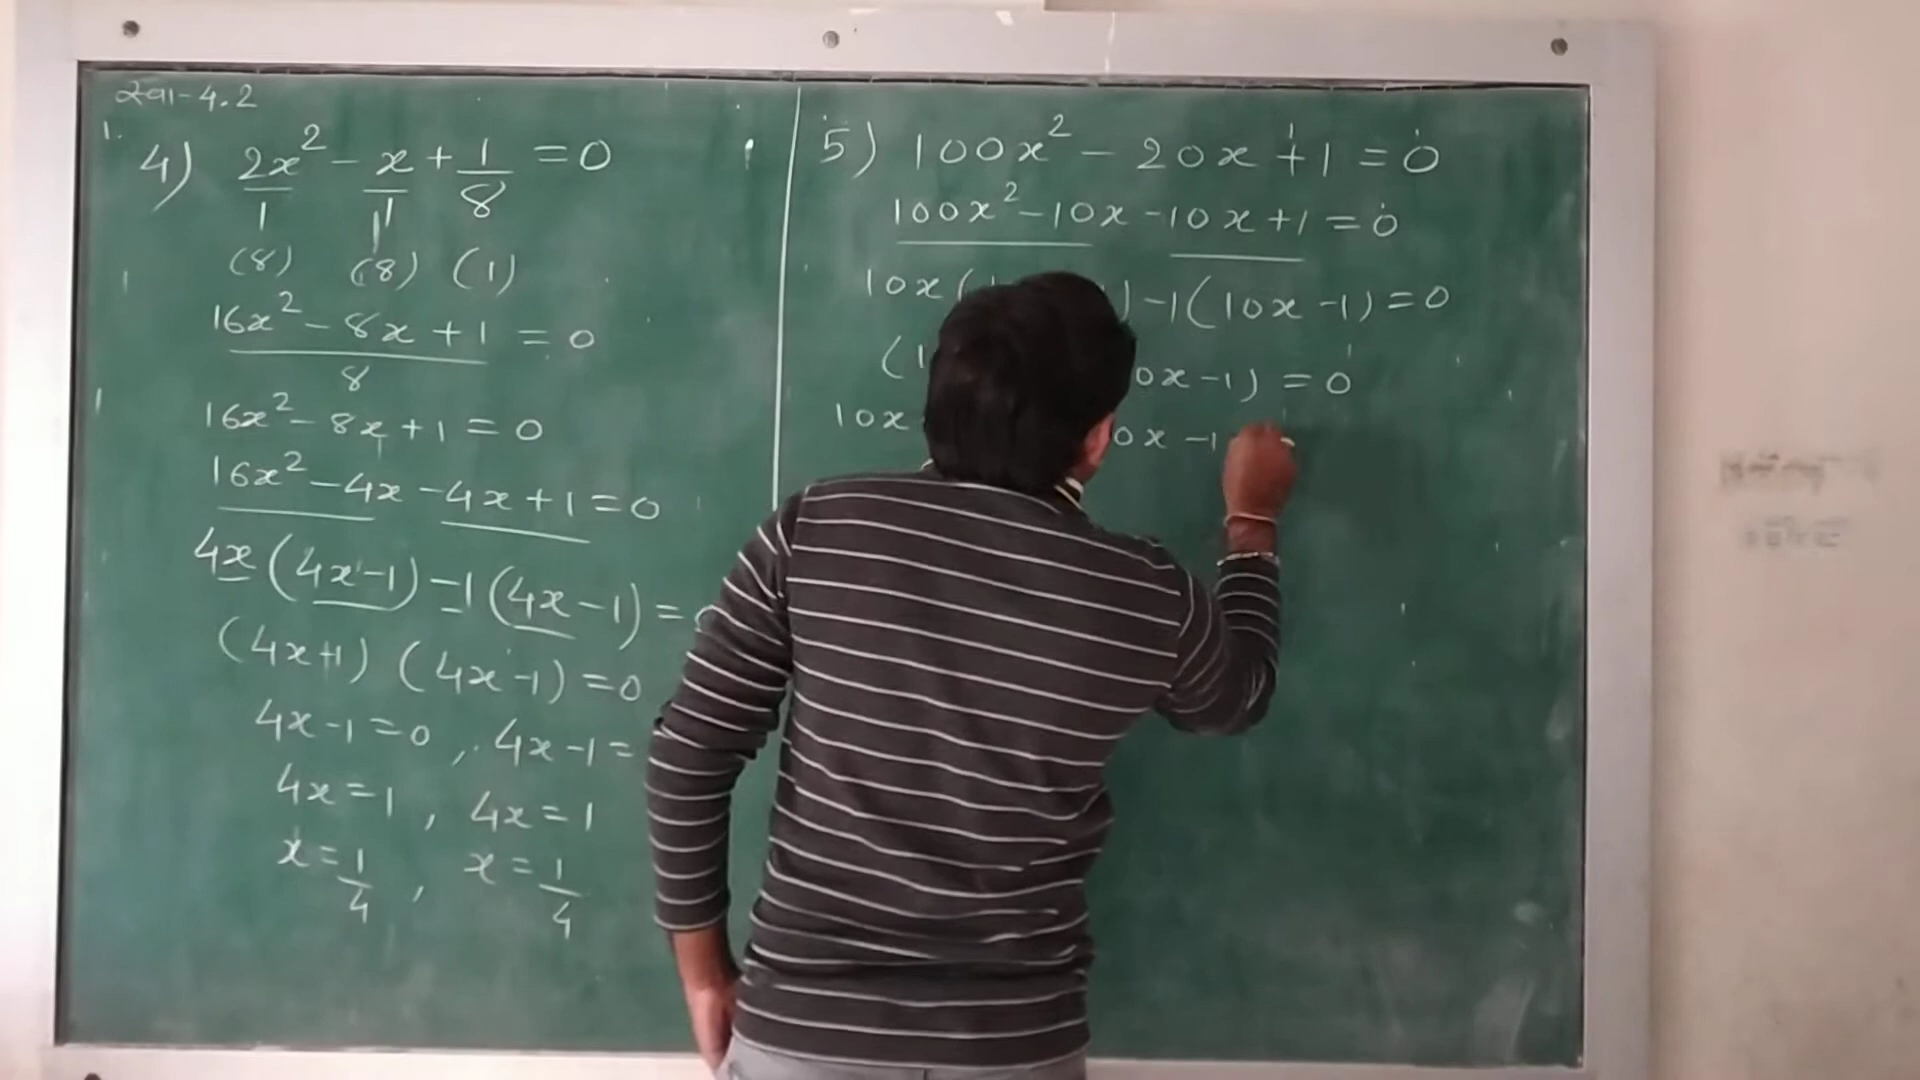 4.2
1.
4) 2x²/1 - x/1 + 1/8 = 0
(8) (8) (1)
16x² - 8x + 1 = 0
8
16x² - 8x + 1 = 0
16x² - 4x - 4x + 1 = 0
4x (4x - 1) - 1 (4x - 1) =
(4x+1) (4x - 1) = 0
4x - 1 = 0 , 4x - 1 =
4x = 1 , 4x = 1
x = 1/4 , x = 1/4
5) 100x² - 20x + 1 = 0
100x² - 10x - 10x + 1 = 0
10x ( ) - 1 (10x - 1) = 0
(1 0x - 1) = 0
10x 0x - 1